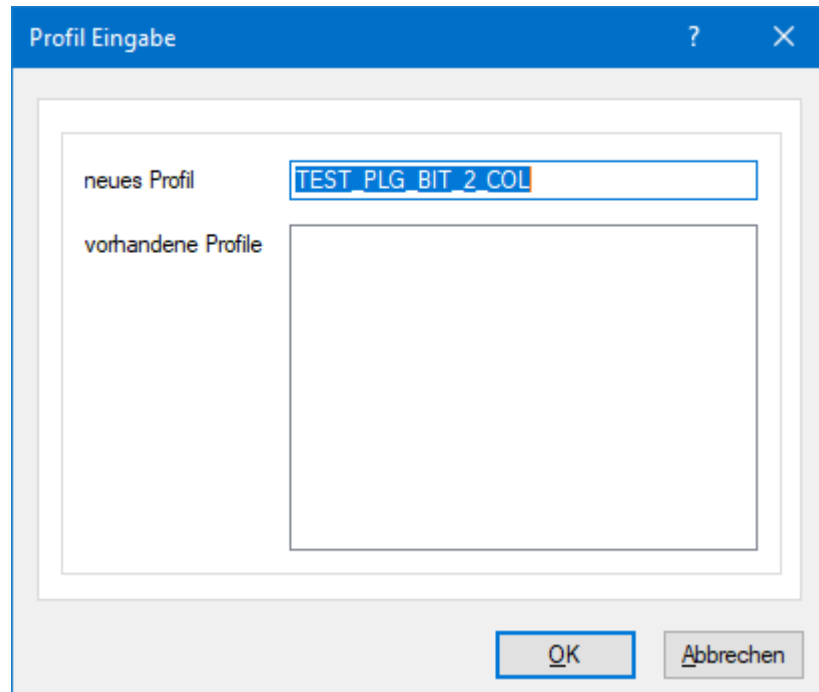 Profil Eingabe
?
neues Profil
TEST_PLG_BIT_2_COL
vorhandene Profile
OK
Abbrechen